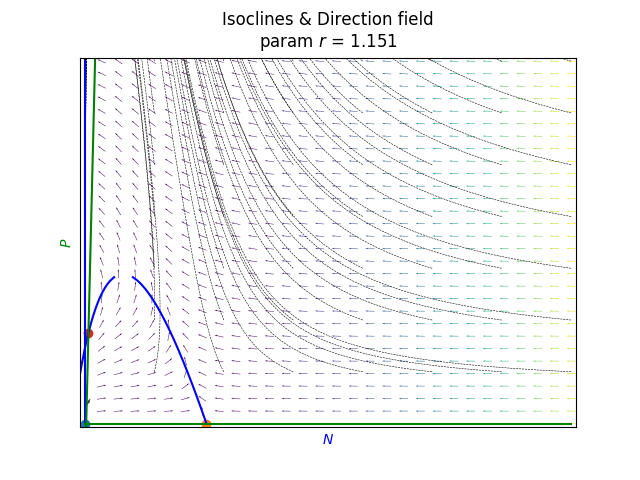 Isoclines & Direction field
param r = 1.151
P
N